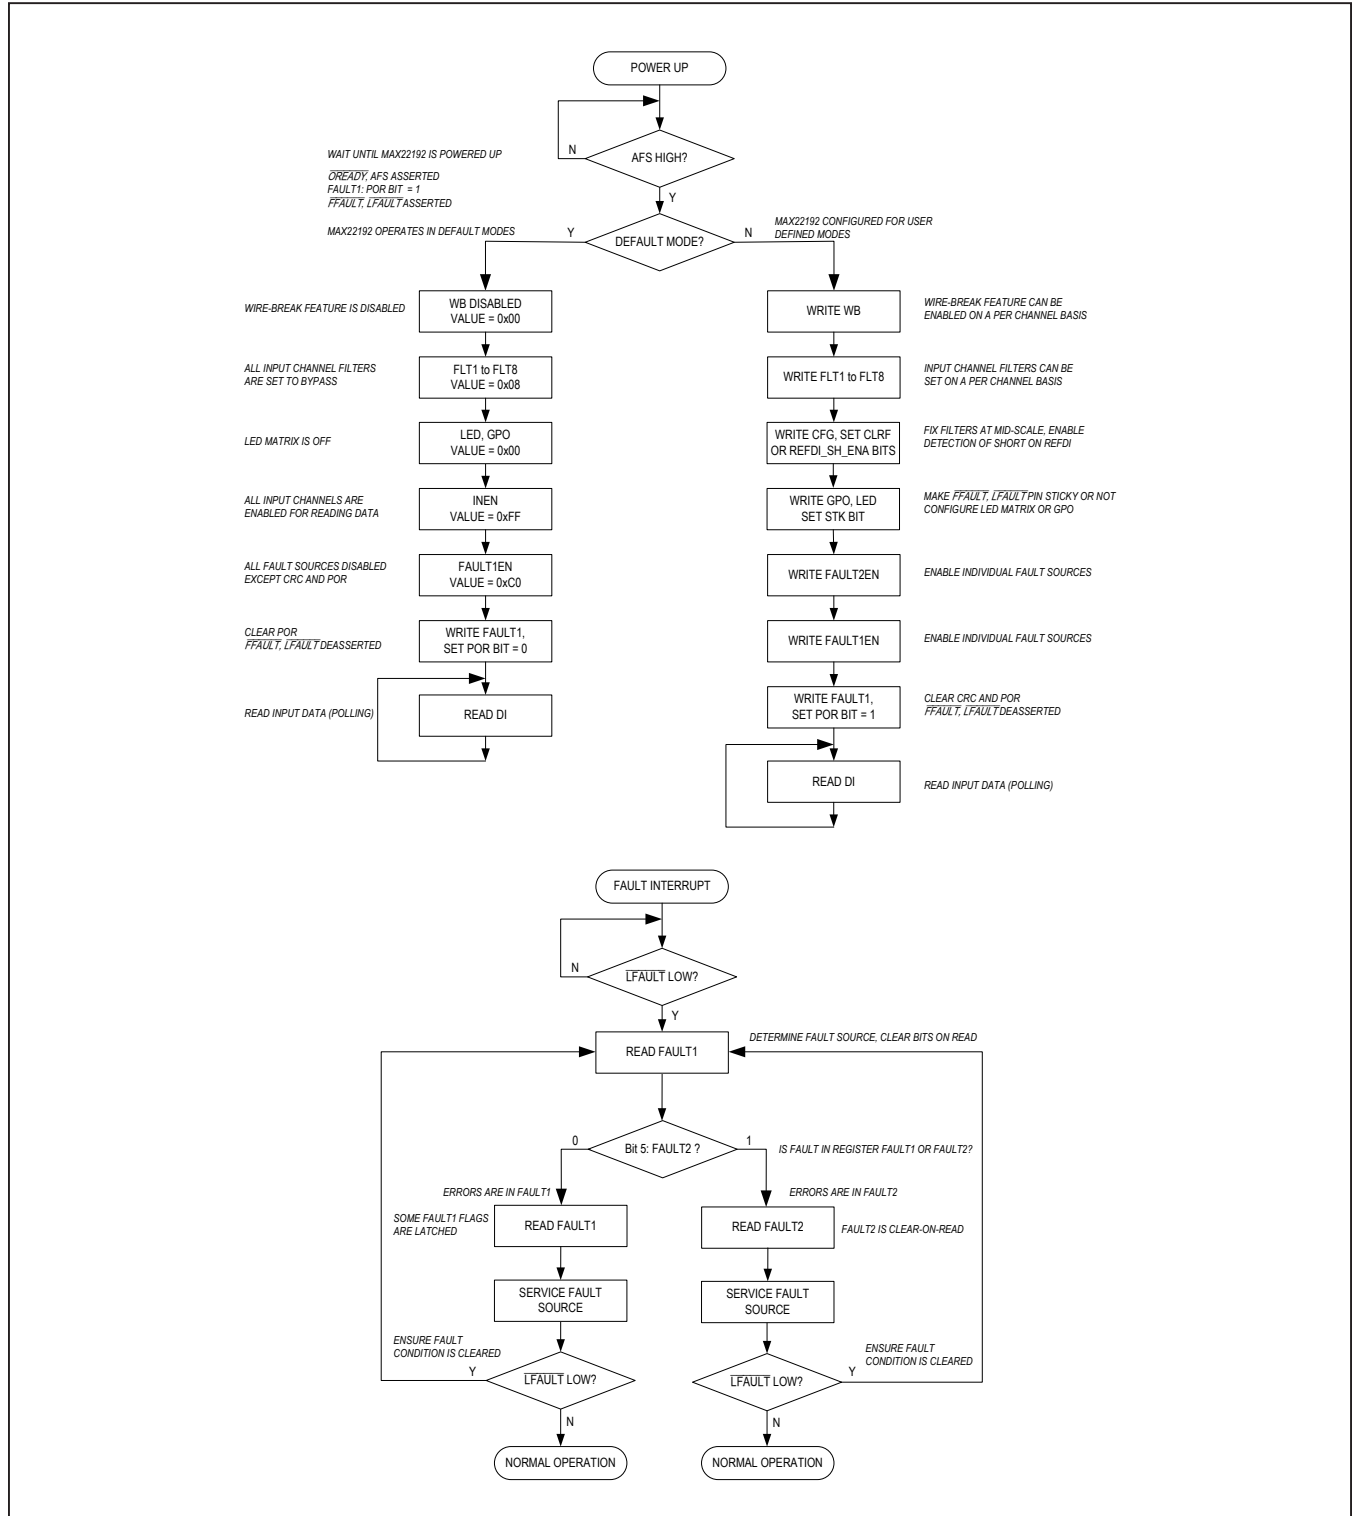 POWER UP
N
AFS HIGH?
WAIT UNTIL MAX22192 IS POWERED UP
OREADY, AFS ASSERTED
FAULT1: POR BIT = 1
FFAULT, LFAULT ASSERTED
Y
MAX22192 OPERATES IN DEFAULT MODES
Y
DEFAULT MODE?
N
MAX22192 CONFIGURED FOR USER
DEFINED MODES
WIRE-BREAK FEATURE IS DISABLED
WB DISABLED
VALUE = 0x00
WRITE WB
WIRE-BREAK FEATURE CAN BE
ENABLED ON A PER CHANNEL BASIS
ALL INPUT CHANNEL FILTERS
ARE SET TO BYPASS
FLT1 to FLT8
VALUE = 0x08
WRITE FLT1 to FLT8
INPUT CHANNEL FILTERS CAN BE
SET ON A PER CHANNEL BASIS
LED MATRIX IS OFF
LED, GPO
VALUE = 0x00
WRITE CFG, SET CLRF
OR REFDI_SH_ENA BITS
FIX FILTERS AT MID-SCALE, ENABLE
DETECTION OF SHORT ON REFDI
ALL INPUT CHANNELS ARE
ENABLED FOR READING DATA
INEN
VALUE = 0xFF
WRITE GPO, LED
SET STK BIT
MAKE FFAULT, LFAULT PIN STICKY OR NOT
CONFIGURE LED MATRIX OR GPO
ALL FAULT SOURCES DISABLED
EXCEPT CRC AND POR
FAULT1EN
VALUE = 0xC0
WRITE FAULT2EN
ENABLE INDIVIDUAL FAULT SOURCES
CLEAR POR
FFAULT, LFAULT DEASSERTED
WRITE FAULT1,
SET POR BIT = 0
WRITE FAULT1EN
ENABLE INDIVIDUAL FAULT SOURCES
READ INPUT DATA (POLLING)
READ DI
WRITE FAULT1,
SET POR BIT = 1
CLEAR CRC AND POR
FFAULT, LFAULT DEASSERTED
READ DI
READ INPUT DATA (POLLING)
FAULT INTERRUPT
N
LFAULT LOW?
Y
READ FAULT1
DETERMINE FAULT SOURCE, CLEAR BITS ON READ
0
Bit 5: FAULT2 ?
1
IS FAULT IN REGISTER FAULT1 OR FAULT2?
ERRORS ARE IN FAULT1
ERRORS ARE IN FAULT2
SOME FAULT1 FLAGS
ARE LATCHED
READ FAULT1
READ FAULT2
FAULT2 IS CLEAR-ON-READ
SERVICE FAULT
SOURCE
SERVICE FAULT
SOURCE
ENSURE FAULT
CONDITION IS CLEARED
Y
LFAULT LOW?
LFAULT LOW?
Y
ENSURE FAULT
CONDITION IS CLEARED
N
N
NORMAL OPERATION
NORMAL OPERATION